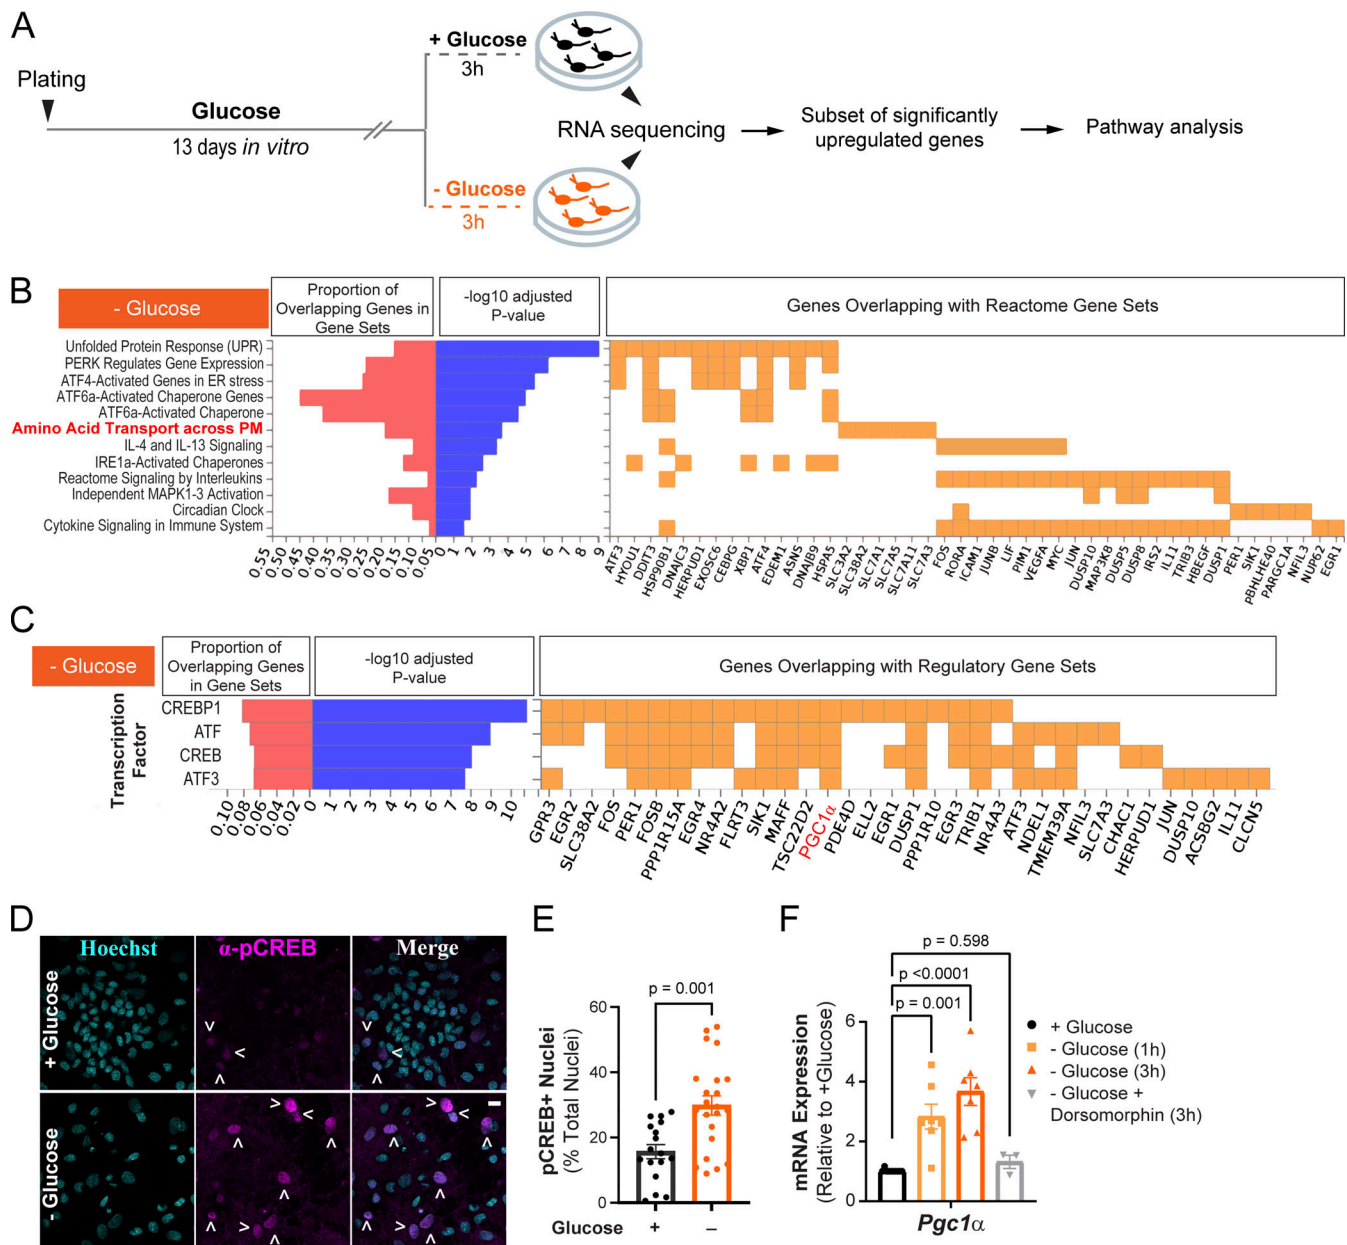 A
Plating
Glucose
13 days in vitro
+ Glucose
3h
- Glucose
3h
RNA sequencing
Subset of significantly
upregulated genes
Pathway analysis
B
- Glucose
Proportion of
Overlapping Genes in
Gene Sets
-log10 adjusted
P-value
Genes Overlapping with Reactome Gene Sets
Unfolded Protein Response (UPR)
PERK Regulates Gene Expression
ATF4-Activated Genes in ER stress
ATF6a-Activated Chaperone Genes
ATF6a-Activated Chaperone
Amino Acid Transport across PM
IL-4 and IL-13 Signaling
IRE1a-Activated Chaperones
Reactome Signaling by Interleukins
Independent MAPK1-3 Activation
Circadian Clock
Cytokine Signaling in Immune System
0.55 0.50 0.45 0.40 0.35 0.30 0.25 0.20 0.15 0.10 0.05 0 1 2 3 4 5 6 7 8 9
ATF3 HYOU1 DDIT3 HSP90B1 DNAJC3 HERPUD1 EXOSC6 CEBPG XBP1 ATF4 EDEM1 ASNS DNAJB9 HSPA5 SLC3A2 SLC38A2 SLC7A1 SLC7A5 SLC7A11 SLC7A3 FOS RORA ICAM1 JUNB LIF PIM1 VEGFA MYC JUN DUSP10 MAP3K8 DUSP5 DUSP8 IRS2 IL11 TRIB3 HBEGF DUSP1 PER1 SIK1 pBHLHE40 PARGC1A NFIL3 NUP62 EGR1
C
- Glucose
Proportion of
Overlapping Genes
in Gene Sets
-log10 adjusted
P-value
Genes Overlapping with Regulatory Gene Sets
Transcription
Factor
CREBP1
ATF
CREB
ATF3
0.10 0.08 0.06 0.04 0.02 0 1 2 3 4 5 6 7 8 9 10
GPR3 EGR2 SLC38A2 FOS PER1 FOSB PPP1R15A EGR4 NR4A2 FLRT3 SIK1 MAFF TSC22D2 PGC1α PDE4D ELL2 EGR1 DUSP1 PPP1R10 EGR3 TRIB1 NR4A3 ATF3 NDEL1 TMEM39A NFIL3 SLC7A13 CHAC1 HERPUD1 JUN DUSP10 ACSBG2 IL11 CLCN5
D
Hoechst
α-pCREB
Merge
+ Glucose
- Glucose
E
p = 0.001
pCREB+ Nuclei
(% Total Nuclei)
60
40
20
0
Glucose + –
F
p = 0.598
p <0.0001
p = 0.001
mRNA Expression
(Relative to +Glucose)
6
4
2
0
Pgc1α
+ Glucose
- Glucose (1h)
- Glucose (3h)
- Glucose +
Dorsomorphin (3h)